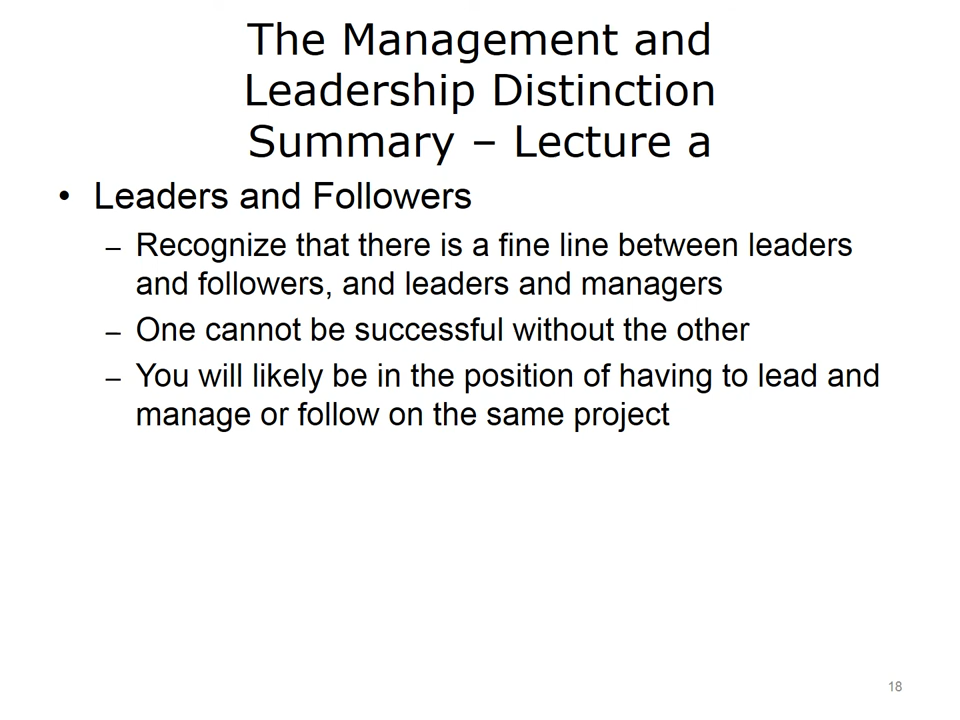 The Management and
Leadership Distinction
Summary – Lecture a
• Leaders and Followers
– Recognize that there is a fine line between leaders
and followers, and leaders and managers
– One cannot be successful without the other
– You will likely be in the position of having to lead and
manage or follow on the same project
18